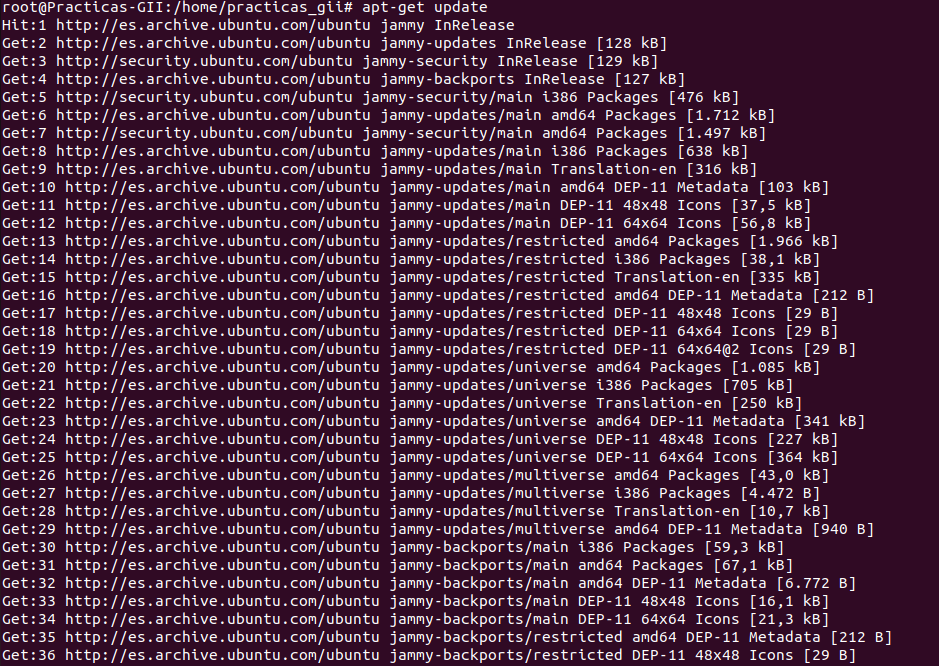 root@Practicas-GII:/home/practicas_gii# apt-get update
Hit:1 http://es.archive.ubuntu.com/ubuntu jammy InRelease
Get:2 http://es.archive.ubuntu.com/ubuntu jammy-updates InRelease [128 kB]
Get:3 http://security.ubuntu.com/ubuntu jammy-security InRelease [129 kB]
Get:4 http://es.archive.ubuntu.com/ubuntu jammy-backports InRelease [127 kB]
Get:5 http://security.ubuntu.com/ubuntu jammy-security/main i386 Packages [476 kB]
Get:6 http://es.archive.ubuntu.com/ubuntu jammy-updates/main amd64 Packages [1.712 kB]
Get:7 http://security.ubuntu.com/ubuntu jammy-security/main amd64 Packages [1.497 kB]
Get:8 http://es.archive.ubuntu.com/ubuntu jammy-updates/main i386 Packages [638 kB]
Get:9 http://es.archive.ubuntu.com/ubuntu jammy-updates/main Translation-en [316 kB]
Get:10 http://es.archive.ubuntu.com/ubuntu jammy-updates/main amd64 DEP-11 Metadata [103 kB]
Get:11 http://es.archive.ubuntu.com/ubuntu jammy-updates/main DEP-11 48x48 Icons [37,5 kB]
Get:12 http://es.archive.ubuntu.com/ubuntu jammy-updates/main DEP-11 64x64 Icons [56,8 kB]
Get:13 http://es.archive.ubuntu.com/ubuntu jammy-updates/restricted amd64 Packages [1.966 kB]
Get:14 http://es.archive.ubuntu.com/ubuntu jammy-updates/restricted i386 Packages [38,1 kB]
Get:15 http://es.archive.ubuntu.com/ubuntu jammy-updates/restricted Translation-en [335 kB]
Get:16 http://es.archive.ubuntu.com/ubuntu jammy-updates/restricted amd64 DEP-11 Metadata [212 B]
Get:17 http://es.archive.ubuntu.com/ubuntu jammy-updates/restricted DEP-11 48x48 Icons [29 B]
Get:18 http://es.archive.ubuntu.com/ubuntu jammy-updates/restricted DEP-11 64x64 Icons [29 B]
Get:19 http://es.archive.ubuntu.com/ubuntu jammy-updates/restricted DEP-11 64x64@2 Icons [29 B]
Get:20 http://es.archive.ubuntu.com/ubuntu jammy-updates/universe amd64 Packages [1.085 kB]
Get:21 http://es.archive.ubuntu.com/ubuntu jammy-updates/universe i386 Packages [705 kB]
Get:22 http://es.archive.ubuntu.com/ubuntu jammy-updates/universe Translation-en [250 kB]
Get:23 http://es.archive.ubuntu.com/ubuntu jammy-updates/universe amd64 DEP-11 Metadata [341 kB]
Get:24 http://es.archive.ubuntu.com/ubuntu jammy-updates/universe DEP-11 48x48 Icons [227 kB]
Get:25 http://es.archive.ubuntu.com/ubuntu jammy-updates/universe DEP-11 64x64 Icons [364 kB]
Get:26 http://es.archive.ubuntu.com/ubuntu jammy-updates/multiverse amd64 Packages [43,0 kB]
Get:27 http://es.archive.ubuntu.com/ubuntu jammy-updates/multiverse i386 Packages [4.472 B]
Get:28 http://es.archive.ubuntu.com/ubuntu jammy-updates/multiverse Translation-en [10,7 kB]
Get:29 http://es.archive.ubuntu.com/ubuntu jammy-updates/multiverse amd64 DEP-11 Metadata [940 B]
Get:30 http://es.archive.ubuntu.com/ubuntu jammy-backports/main i386 Packages [59,3 kB]
Get:31 http://es.archive.ubuntu.com/ubuntu jammy-backports/main amd64 Packages [67,1 kB]
Get:32 http://es.archive.ubuntu.com/ubuntu jammy-backports/main amd64 DEP-11 Metadata [6.772 B]
Get:33 http://es.archive.ubuntu.com/ubuntu jammy-backports/main DEP-11 48x48 Icons [16,1 kB]
Get:34 http://es.archive.ubuntu.com/ubuntu jammy-backports/main DEP-11 64x64 Icons [21,3 kB]
Get:35 http://es.archive.ubuntu.com/ubuntu jammy-backports/restricted amd64 DEP-11 Metadata [212 B]
Get:36 http://es.archive.ubuntu.com/ubuntu jammy-backports/restricted DEP-11 48x48 Icons [29 B]